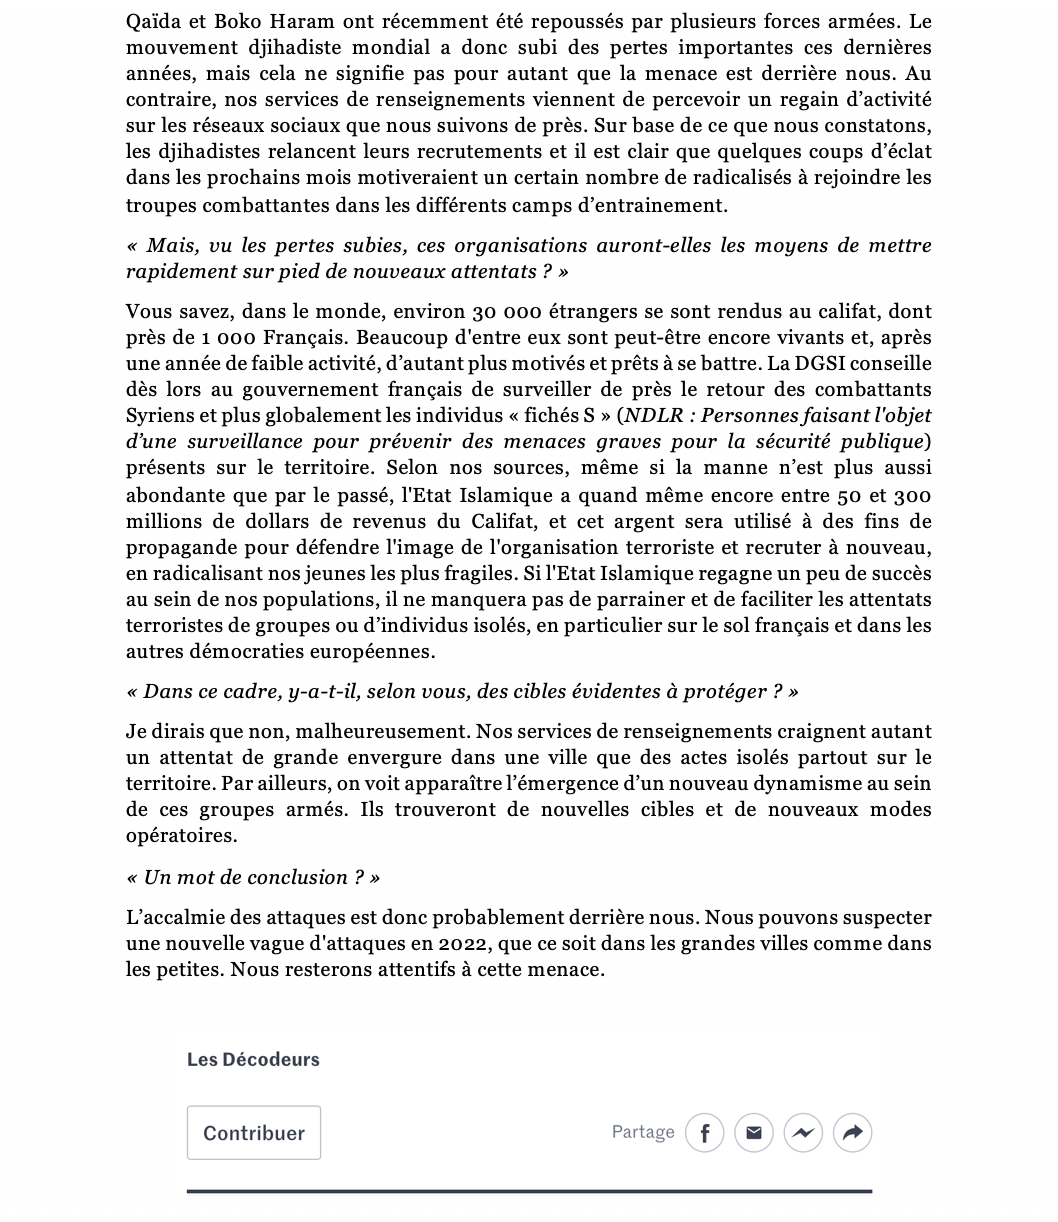 Qaïda et Boko Haram ont récemment été repoussés par plusieurs forces armées. Le
mouvement djihadiste mondial a donc subi des pertes importantes ces dernières
années, mais cela ne signifie pas pour autant que la menace est derrière nous. Au
contraire, nos services de renseignements viennent de percevoir un regain d’activité
sur les réseaux sociaux que nous suivons de près. Sur base de ce que nous constatons,
les djihadistes relancent leurs recrutements et il est clair que quelques coups d’éclat
dans les prochains mois motiveraient un certain nombre de radicalisés à rejoindre les
troupes combattantes dans les différents camps d’entrainement.
« Mais, vu les pertes subies, ces organisations auront-elles les moyens de mettre
rapidement sur pied de nouveaux attentats ? »
Vous savez, dans le monde, environ 30 000 étrangers se sont rendus au califat, dont
près de 1 000 Français. Beaucoup d'entre eux sont peut-être encore vivants et, après
une année de faible activité, d’autant plus motivés et prêts à se battre. La DGSI conseille
dès lors au gouvernement français de surveiller de près le retour des combattants
Syriens et plus globalement les individus « fichés S » (NDLR : Personnes faisant l'objet
d’une surveillance pour prévenir des menaces graves pour la sécurité publique)
présents sur le territoire. Selon nos sources, même si la manne n’est plus aussi
abondante que par le passé, l'Etat Islamique a quand même encore entre 50 et 300
millions de dollars de revenus du Califat, et cet argent sera utilisé à des fins de
propagande pour défendre l'image de l'organisation terroriste et recruter à nouveau,
en radicalisant nos jeunes les plus fragiles. Si l'Etat Islamique regagne un peu de succès
au sein de nos populations, il ne manquera pas de parrainer et de faciliter les attentats
terroristes de groupes ou d’individus isolés, en particulier sur le sol français et dans les
autres démocraties européennes.
« Dans ce cadre, y-a-t-il, selon vous, des cibles évidentes à protéger ? »
Je dirais que non, malheureusement. Nos services de renseignements craignent autant
un attentat de grande envergure dans une ville que des actes isolés partout sur le
territoire. Par ailleurs, on voit apparaître l’émergence d’un nouveau dynamisme au sein
de ces groupes armés. Ils trouveront de nouvelles cibles et de nouveaux modes
opératoires.
« Un mot de conclusion ? »
L’accalmie des attaques est donc probablement derrière nous. Nous pouvons suspecter
une nouvelle vague d'attaques en 2022, que ce soit dans les grandes villes comme dans
les petites. Nous resterons attentifs à cette menace.
Les Décodeurs
Contribuer
Partage